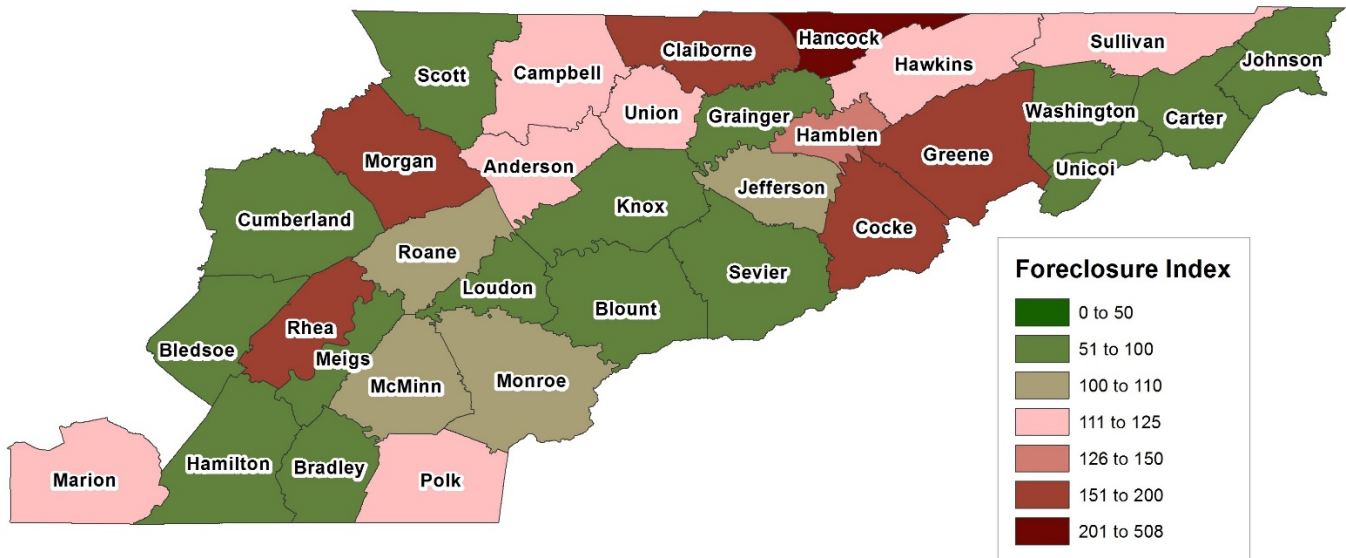 Scott
Campbell
Claiborne
Hancock
Hawkins
Sullivan
Johnson
Union
Grainger
Hamblen
Washington
Carter
Morgan
Anderson
Greene
Unicoi
Jefferson
Cumberland
Knox
Cocke
Roane
Loudon
Sevier
Blount
Rhea
Bledsoe
Meigs
McMinn
Monroe
Marion
Hamilton
Bradley
Polk
Foreclosure Index
0 to 50
51 to 100
100 to 110
111 to 125
126 to 150
151 to 200
201 to 508